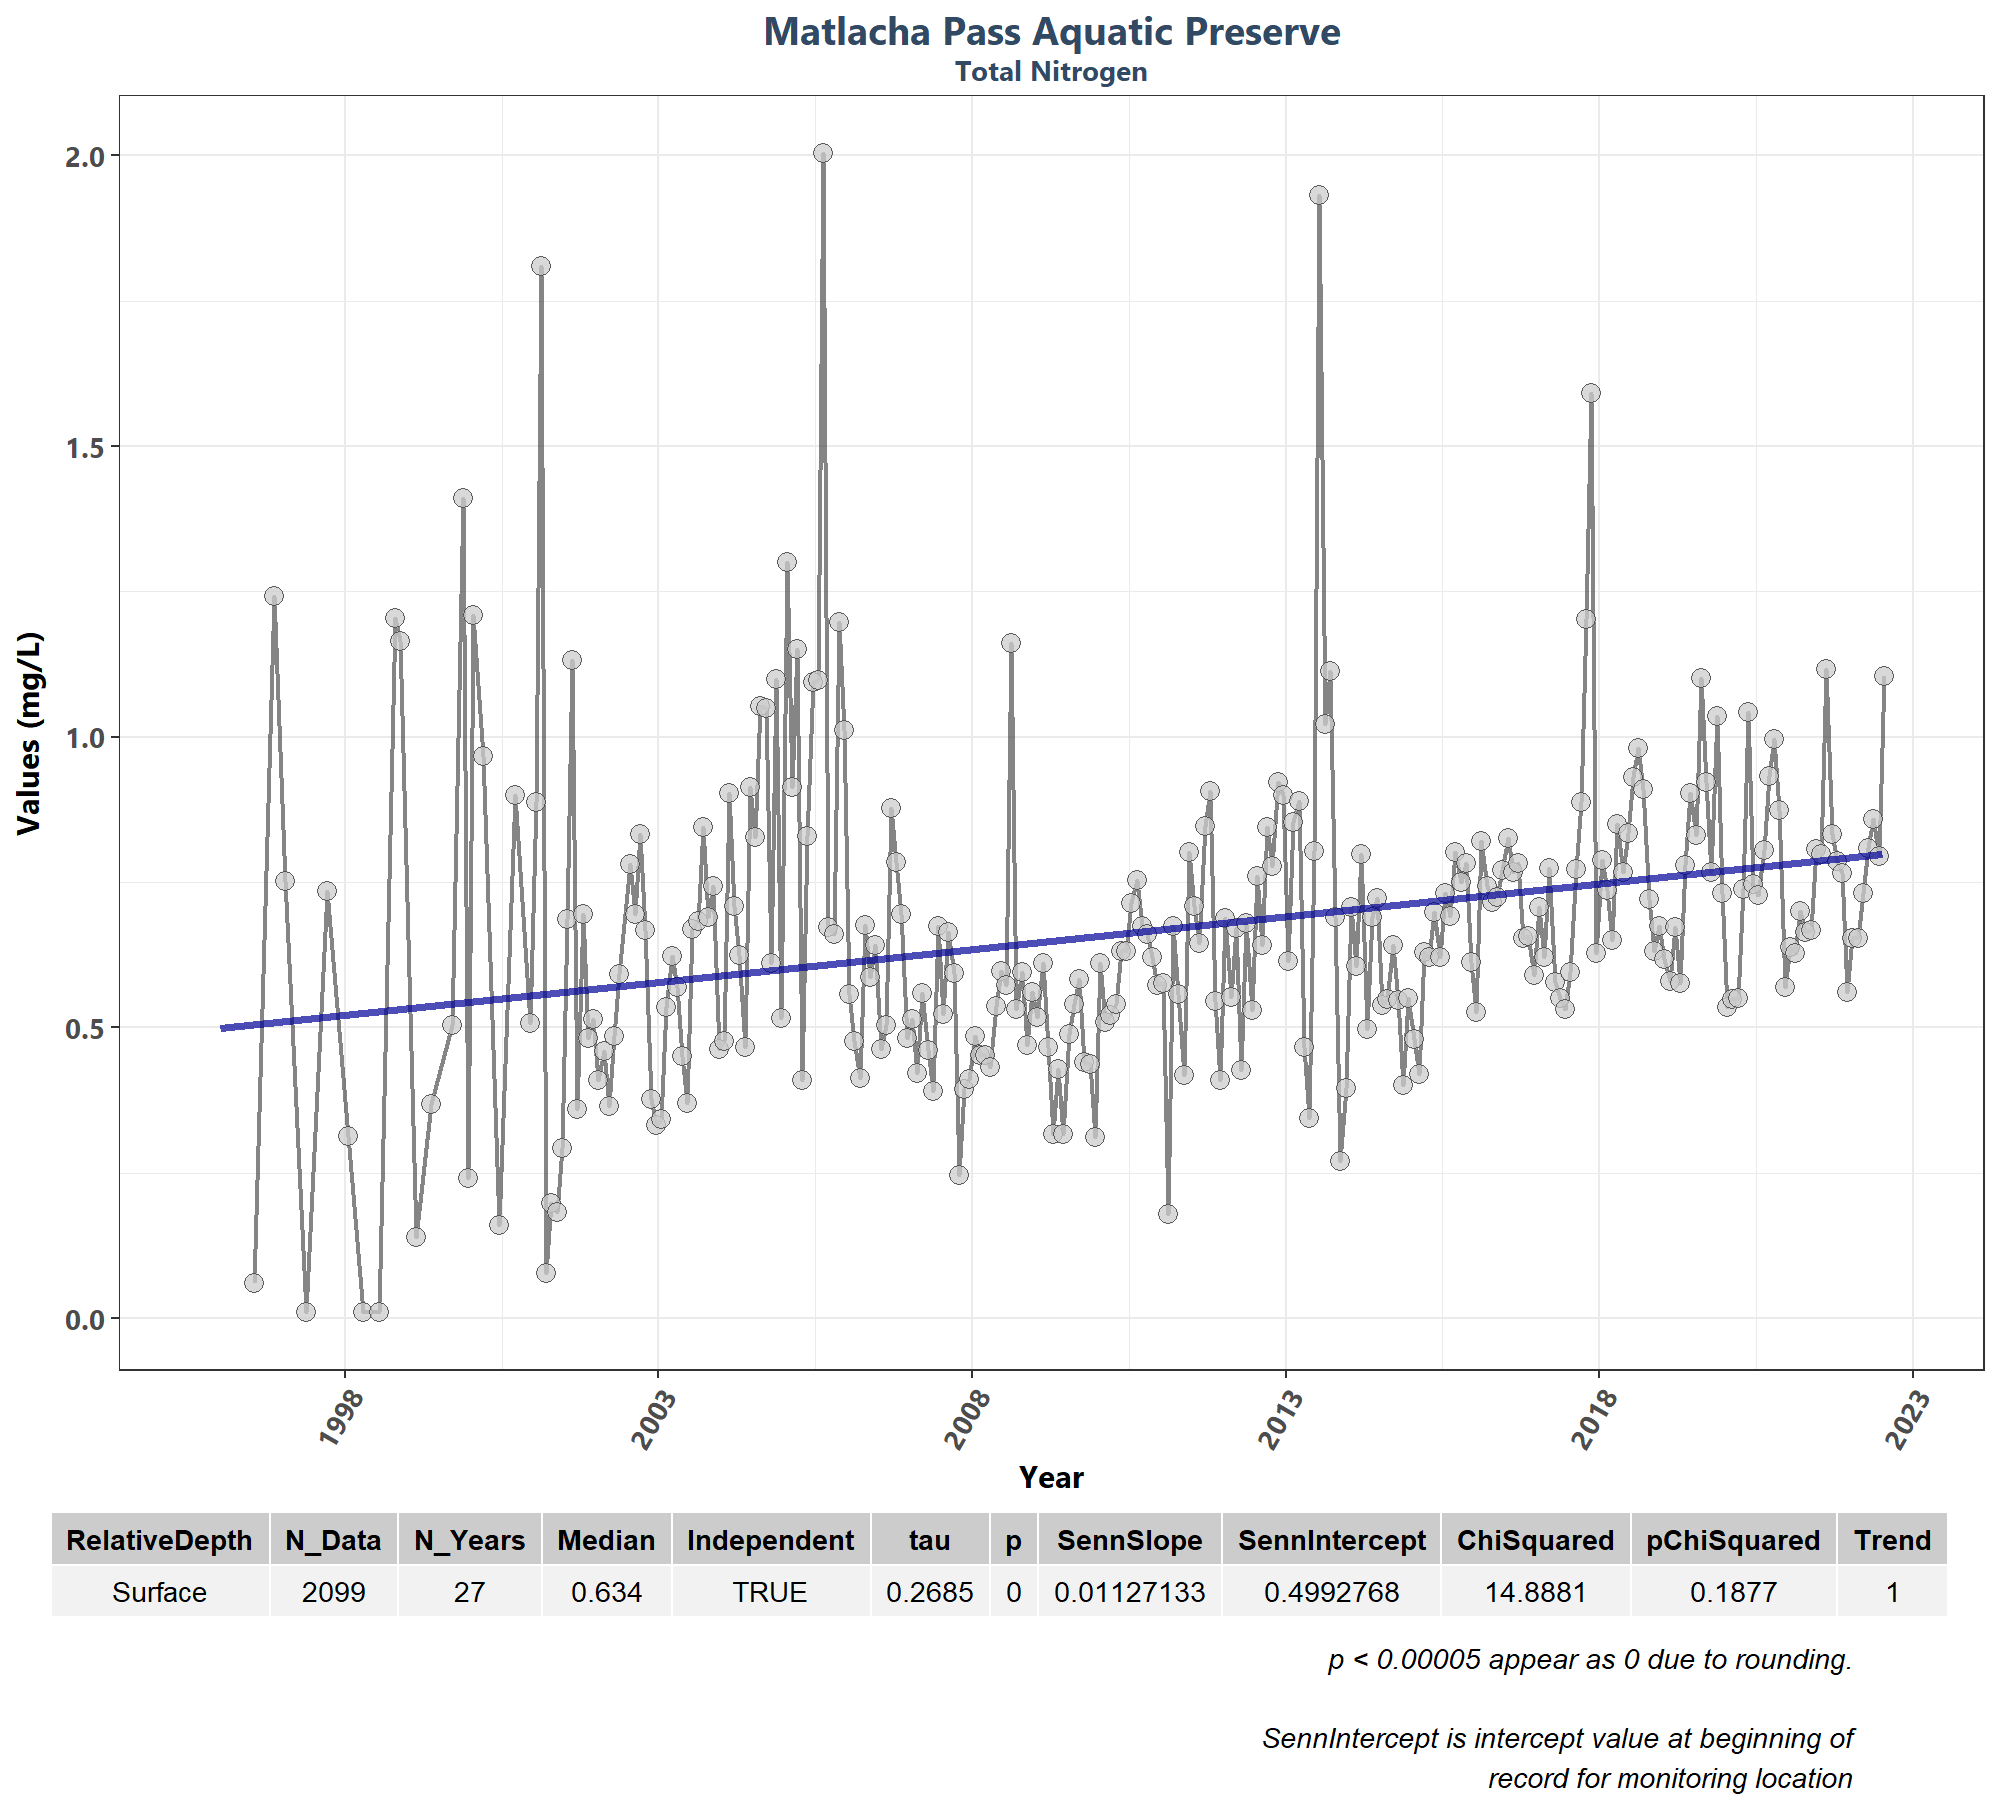 Matlacha Pass Aquatic Preserve
Total Nitrogen
Values (mg/L)
2.0
1.5
1.0
0.5
0.0
1998 2003 2008 2013 2018 2023
Year
RelativeDepth N_Data N_Years Median Independent tau p SennSlope SennIntercept ChiSquared pChiSquared Trend
Surface 2099 27 0.634 TRUE 0.2685 0 0.01127133 0.4992768 14.8881 0.1877 1
p < 0.00005 appear as 0 due to rounding.
SennIntercept is intercept value at beginning of
record for monitoring location